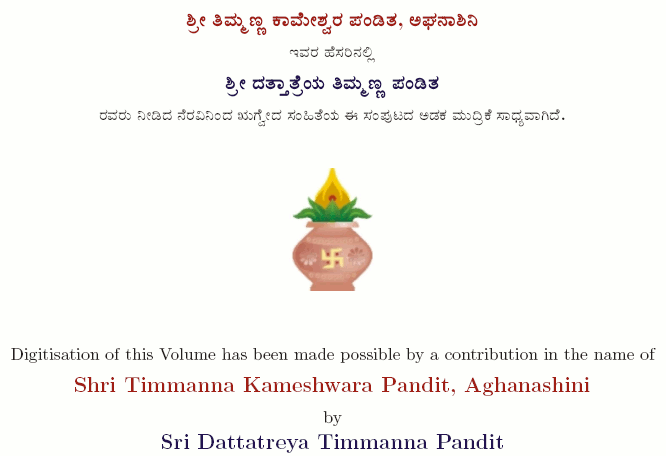 ಶ್ರೀ ತಿಮ್ಮಣ್ಣ ಕಾಮೇಶ್ವರ ಪಂಡಿತ, ಅಘನಾಶಿನಿ
ಇವರ ಹೆಸರಿನಲ್ಲಿ
ಶ್ರೀ ದತ್ತಾತ್ರೆಯ ತಿಮ್ಮಣ್ಣ ಪಂಡಿತ
ರವರು ನೀಡಿದ ನೆರವಿನಿಂದ ಋಗ್ವೇದ ಸಂಹಿತೆಯ ಈ ಸಂಪುಟದ ಅಡಕ ಮುದ್ರಿಕೆ ಸಾಧ್ಯವಾಗಿದೆ.
Digitisation of this Volume has been made possible by a contribution in the name of
Shri Timmanna Kameshwara Pandit, Aghanashini
by
Sri Dattatreya Timmanna Pandit